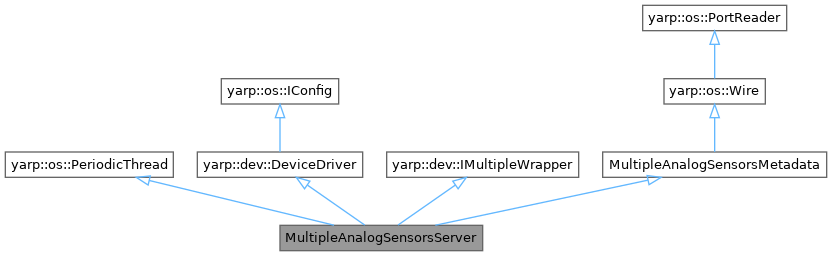 yarp::os::PortReader
yarp::os::IConfig
yarp::os::Wire
yarp::os::PeriodicThread
yarp::dev::DeviceDriver
yarp::dev::IMultipleWrapper
MultipleAnalogSensorsMetadata
MultipleAnalogSensorsServer